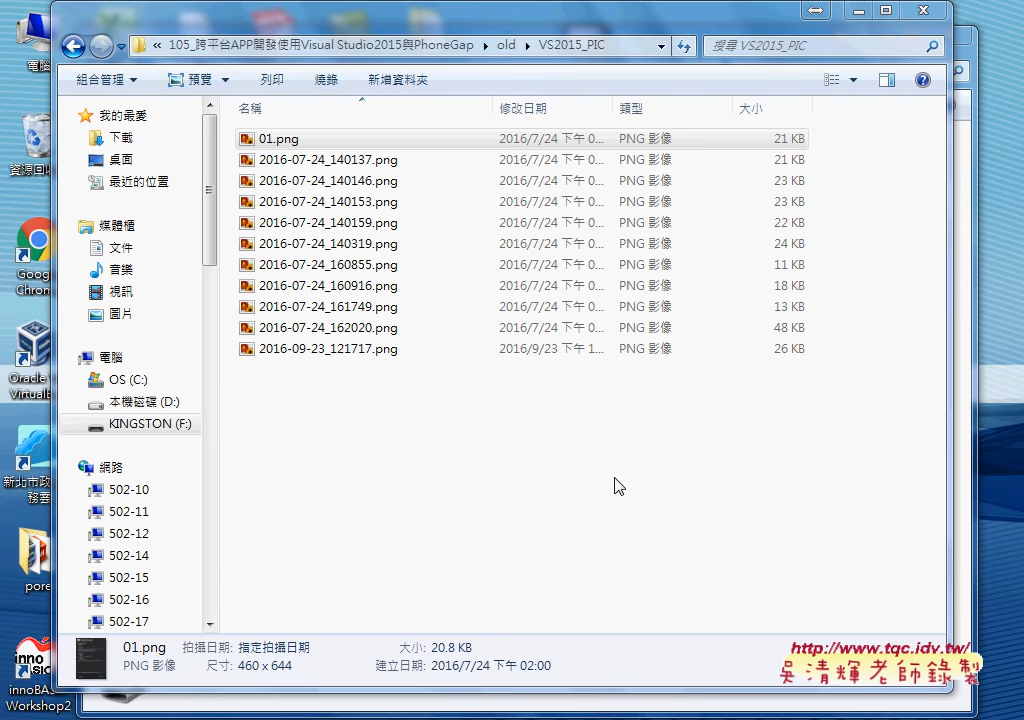 電腦
資源回收
Goog
Chrom
Oracle
VirtualB
新北市政
務雲
pore
innoBAS
Workshop2
« 105_跨平台APP開發使用Visual Studio2015與PhoneGap ▸ old ▸ VS2015_PIC
搜尋 VS2015_PIC
組合管理 預覽 列印 燒錄 新增資料夾
我的最愛
下載
桌面
最近的位置
媒體櫃
文件
音樂
視訊
圖片
電腦
OS (C:)
本機磁碟 (D:)
KINGSTON (F:)
網路
502-10
502-11
502-12
502-14
502-15
502-16
502-17
名稱 修改日期 類型 大小
01.png 2016/7/24 下午 0... PNG 影像 21 KB
2016-07-24_140137.png 2016/7/24 下午 0... PNG 影像 21 KB
2016-07-24_140146.png 2016/7/24 下午 0... PNG 影像 23 KB
2016-07-24_140153.png 2016/7/24 下午 0... PNG 影像 23 KB
2016-07-24_140159.png 2016/7/24 下午 0... PNG 影像 22 KB
2016-07-24_140319.png 2016/7/24 下午 0... PNG 影像 24 KB
2016-07-24_160855.png 2016/7/24 下午 0... PNG 影像 11 KB
2016-07-24_160916.png 2016/7/24 下午 0... PNG 影像 18 KB
2016-07-24_161749.png 2016/7/24 下午 0... PNG 影像 13 KB
2016-07-24_162020.png 2016/7/24 下午 0... PNG 影像 48 KB
2016-09-23_121717.png 2016/9/23 下午 1... PNG 影像 26 KB
01.png 拍攝日期: 指定拍攝日期 大小: 20.8 KB
PNG 影像 尺寸: 460 x 644 建立日期: 2016/7/24 下午 02:00
http://www.tqc.idv.tw/
吳清輝老師錄製